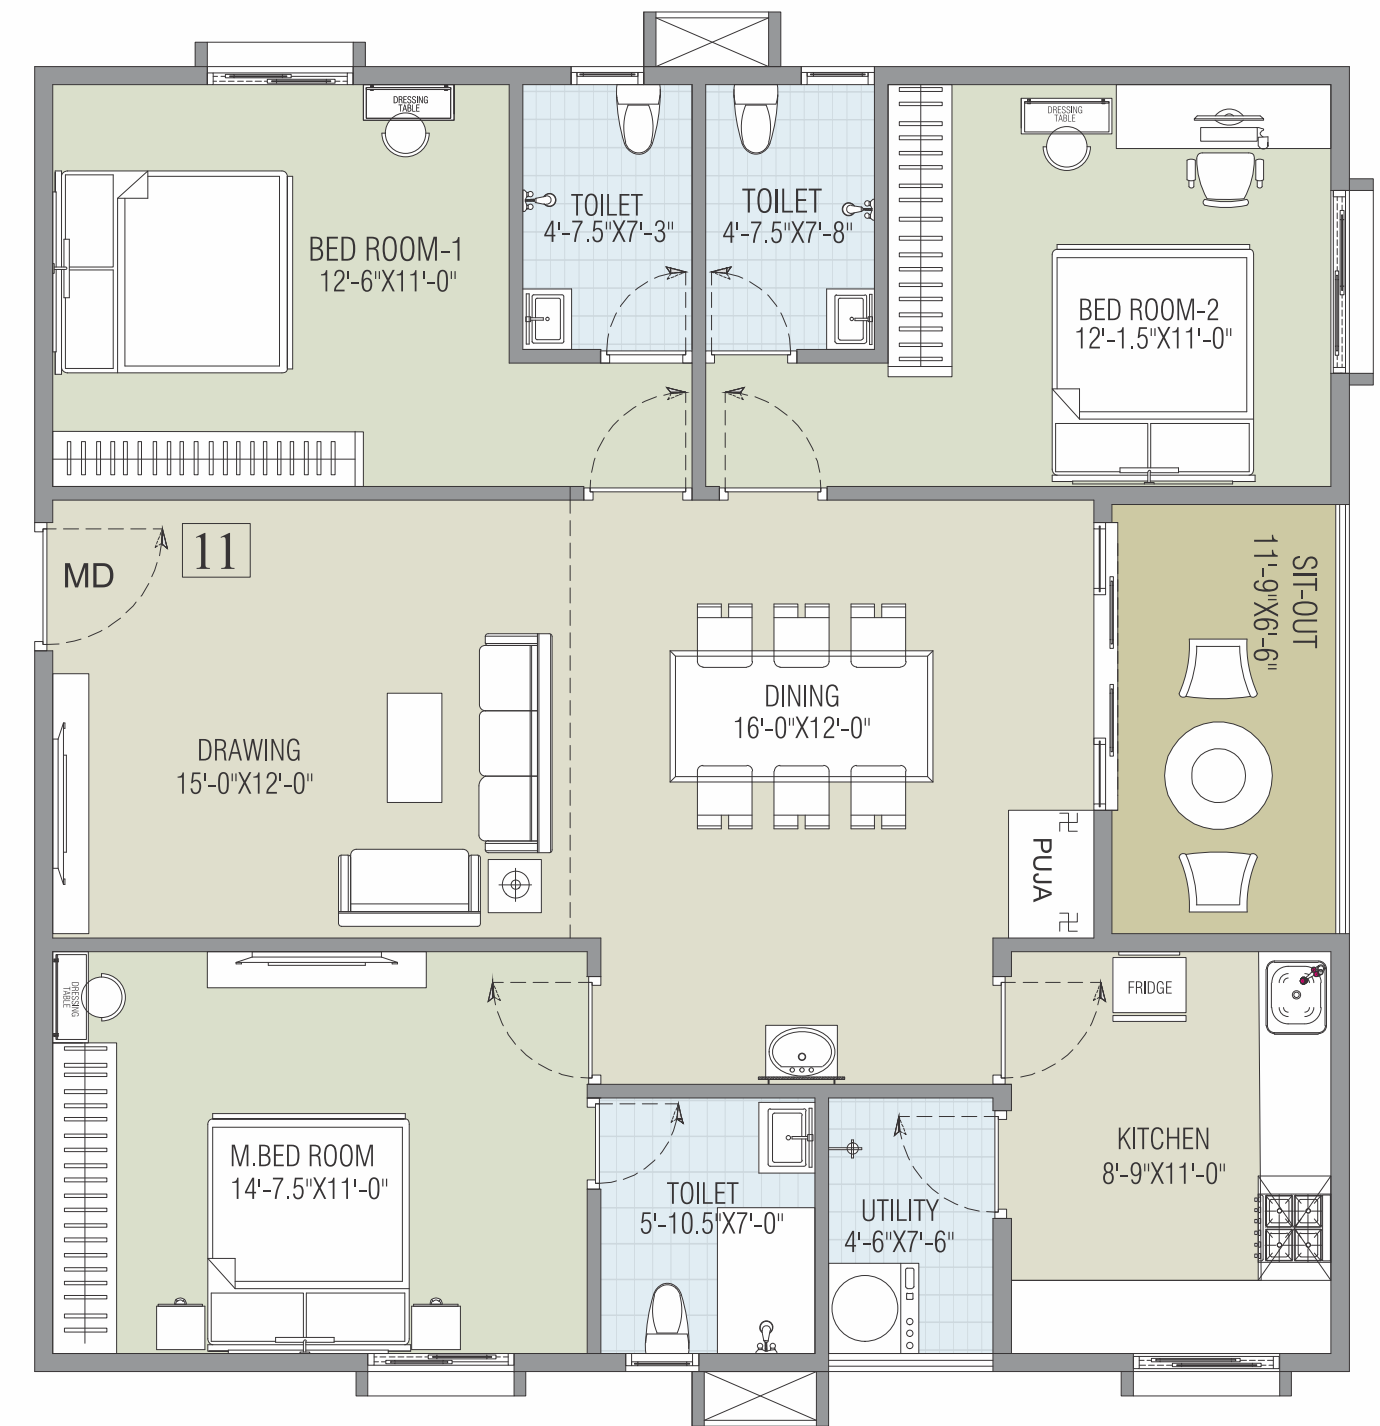 DRESSING
TABLE
DRESSING
TABLE
TOILET
4'-7.5"X7'-3"
TOILET
4'-7.5"X7'-8"
BED ROOM-1
12'-6"X11'-0"
BED ROOM-2
12'-1.5"X11'-0"
MD
11
SIT-OUT
11'-9"X6'-6"
DINING
16'-0"X12'-0"
DRAWING
15'-0"X12'-0"
PUJA
DRESSING
TABLE
FRIDGE
KITCHEN
8'-9"X11'-0"
M.BED ROOM
14'-7.5"X11'-0"
TOILET
5'-10.5"X7'-0"
UTILITY
4'-6"X7'-6"